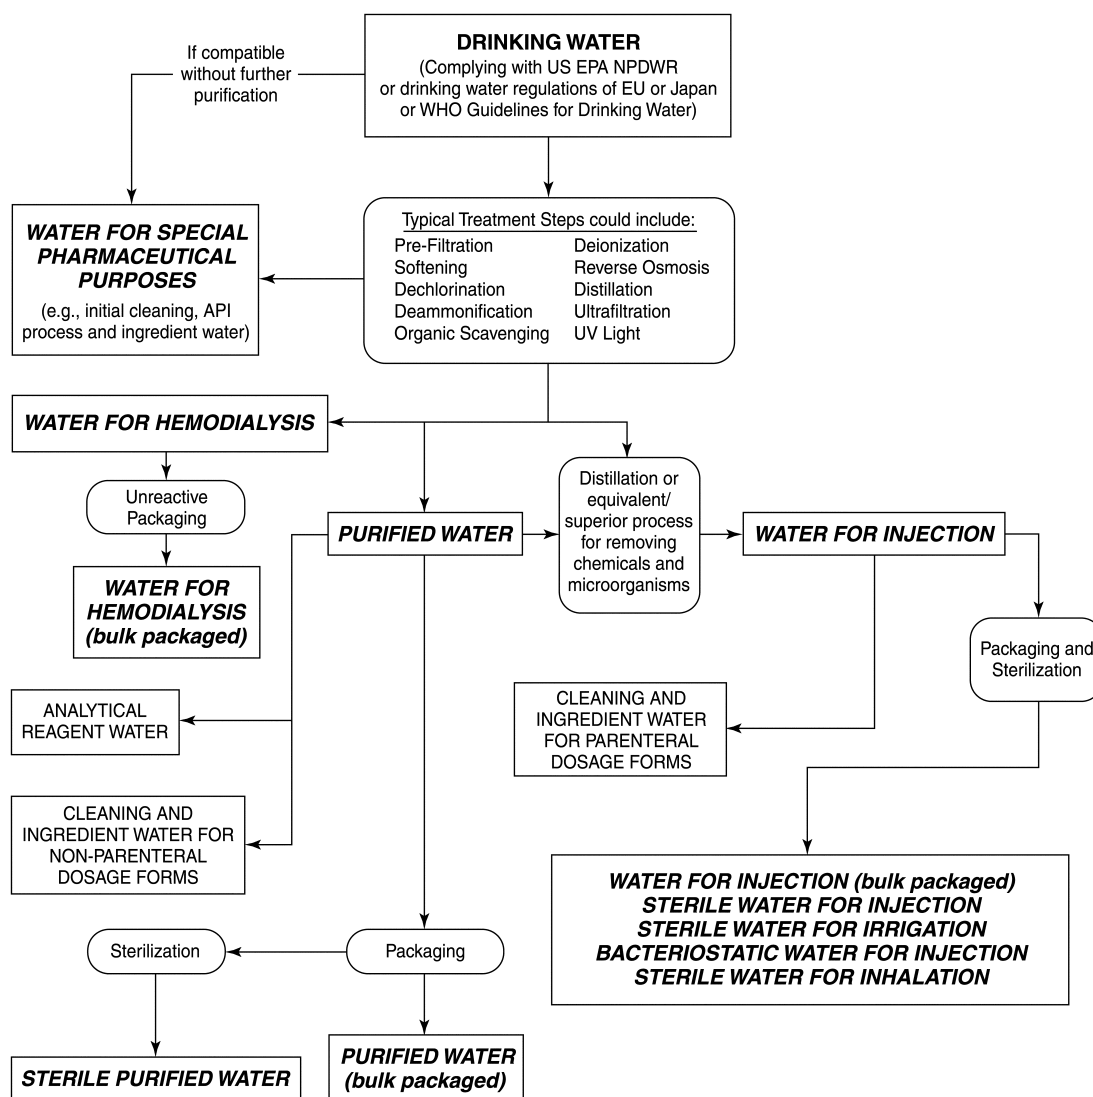 If compatible
without further
purification
DRINKING WATER
(Complying with US EPA NPDWR
or drinking water regulations of EU or Japan
or WHO Guidelines for Drinking Water)
WATER FOR SPECIAL
PHARMACEUTICAL
PURPOSES
(e.g., initial cleaning, API
process and ingredient water)
Typical Treatment Steps could include:
Pre-Filtration
Softening
Dechlorination
Deammonification
Organic Scavenging
Deionization
Reverse Osmosis
Distillation
Ultrafiltration
UV Light
WATER FOR HEMODIALYSIS
Unreactive
Packaging
WATER FOR
HEMODIALYSIS
(bulk packaged)
PURIFIED WATER
Distillation or
equivalent/
superior process
for removing
chemicals and
microorganisms
WATER FOR INJECTION
Packaging and
Sterilization
ANALYTICAL
REAGENT WATER
CLEANING AND
INGREDIENT WATER
FOR PARENTERAL
DOSAGE FORMS
CLEANING AND
INGREDIENT WATER FOR
NON-PARENTERAL
DOSAGE FORMS
WATER FOR INJECTION (bulk packaged)
STERILE WATER FOR INJECTION
STERILE WATER FOR IRRIGATION
BACTERIOSTATIC WATER FOR INJECTION
STERILE WATER FOR INHALATION
Sterilization
Packaging
STERILE PURIFIED WATER
PURIFIED WATER
(bulk packaged)